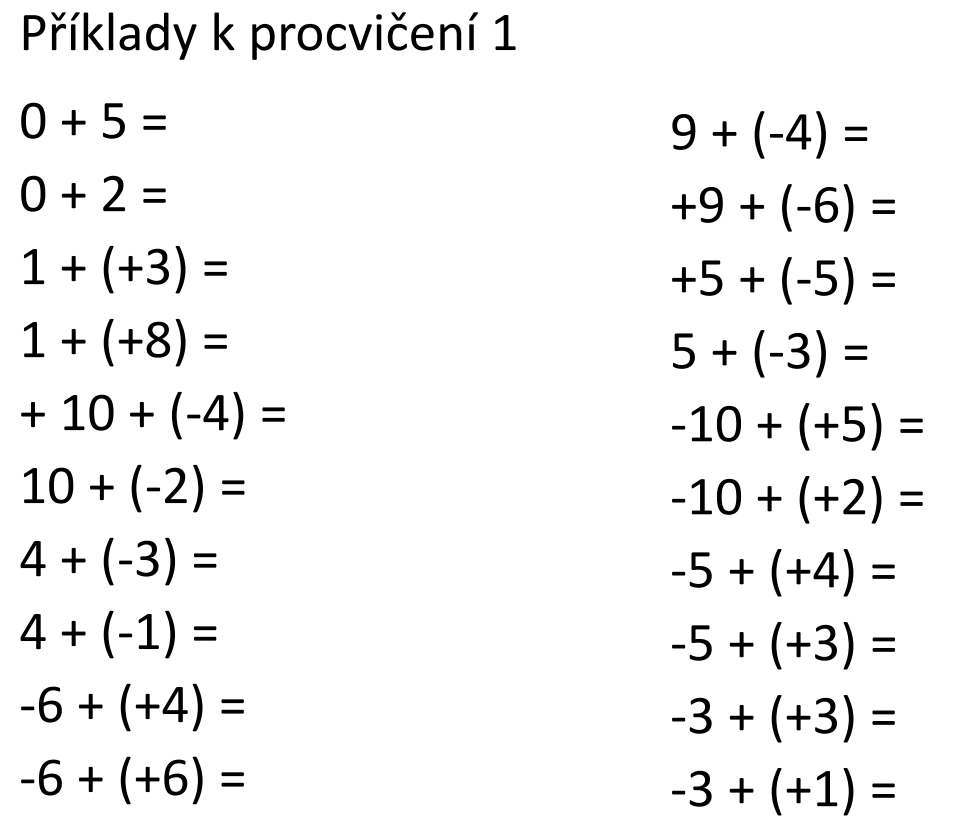 Příklady k procvičení 1
0 + 5 =
0 + 2 =
1 + (+3) =
1 + (+8) =
+ 10 + (-4) =
10 + (-2) =
4 + (-3) =
4 + (-1) =
-6 + (+4) =
-6 + (+6) =
9 + (-4) =
+9 + (-6) =
+5 + (-5) =
5 + (-3) =
-10 + (+5) =
-10 + (+2) =
-5 + (+4) =
-5 + (+3) =
-3 + (+3) =
-3 + (+1) =